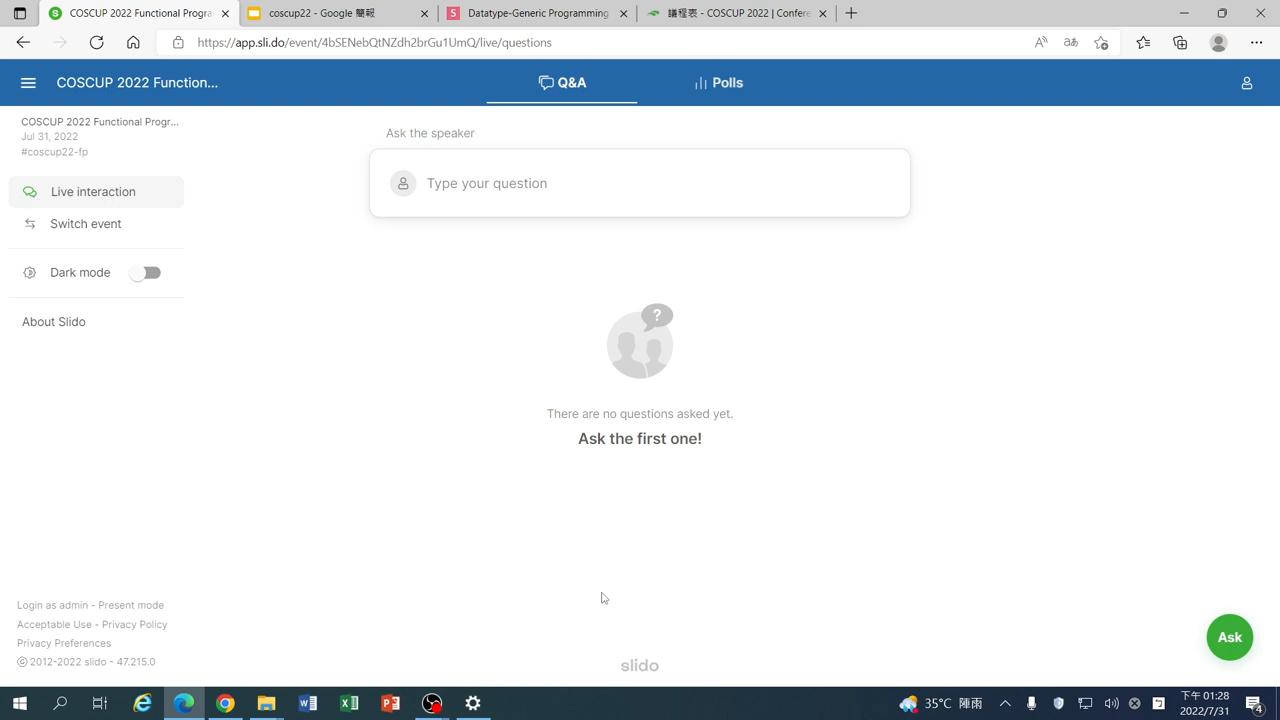 COSCUP 2022 Functional Progra
coscup22 - Google 簡報
Datatype-Generic Programming
議程表 - COSCUP 2022 | Confere
https://app.sli.do/event/4bSENebQtNZdh2brGu1UmQ/live/questions
COSCUP 2022 Function...
Q&A
Polls
COSCUP 2022 Functional Progr...
Jul 31, 2022
#coscup22-fp
Live interaction
Switch event
Dark mode
About Slido
Ask the speaker
Type your question
?
There are no questions asked yet.
Ask the first one!
Login as admin - Present mode
Acceptable Use - Privacy Policy
Privacy Preferences
© 2012-2022 slido - 47.215.0
slido
Ask
35°C 陣雨
下午 01:28
2022/7/31
4